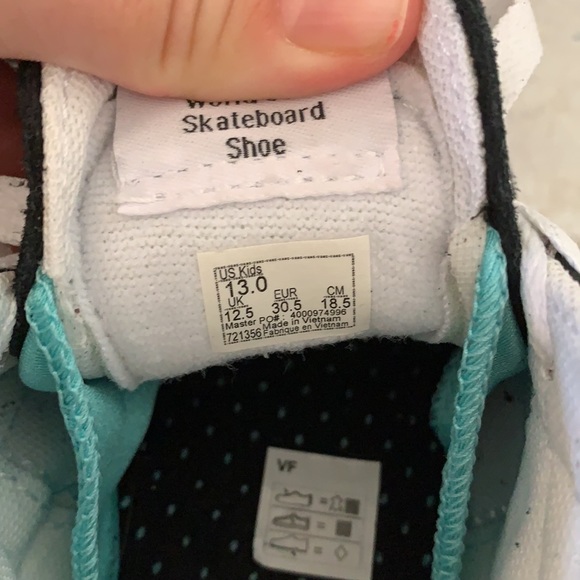 Skateboard
Shoe
US Kids
13.0
UK EUR CM
12.5 30.5 18.5
Master PO#: 4000974996
Made in Vietnam
721356 Fabrique en Vietnam
VF